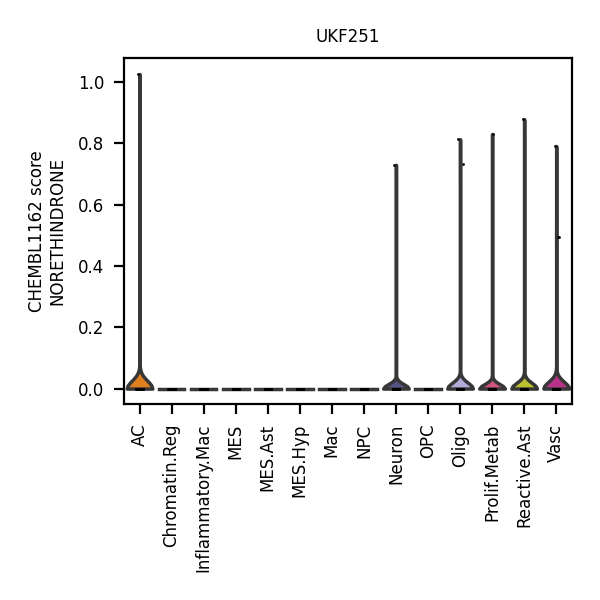 UKF251
CHEMBL1162 score
NORETHINDRONE
1.0
0.8
0.6
0.4
0.2
0.0
AC
Chromatin.Reg
Inflammatory.Mac
MES
MES.Ast
MES.Hyp
Mac
NPC
Neuron
OPC
Oligo
Prolif.Metab
Reactive.Ast
Vasc